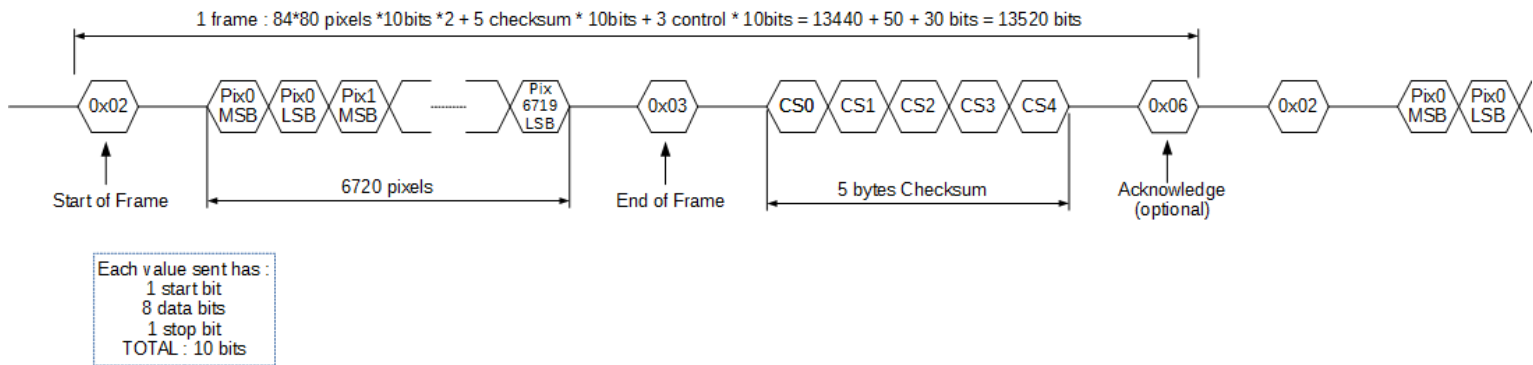 1 frame : 84*80 pixels *10bits *2 + 5 checksum * 10bits + 3 control * 10bits = 13440 + 50 + 30 bits = 13520 bits
0x02
Pix0
MSB
Pix0
LSB
Pix1
MSB
..........
Pix
6719
LSB
0x03
CS0
CS1
CS2
CS3
CS4
0x06
0x02
Pix0
MSB
Pix0
LSB
Start of Frame
6720 pixels
End of Frame
5 bytes Checksum
Acknowledge
(optional)
Each value sent has :
1 start bit
8 data bits
1 stop bit
TOTAL : 10 bits